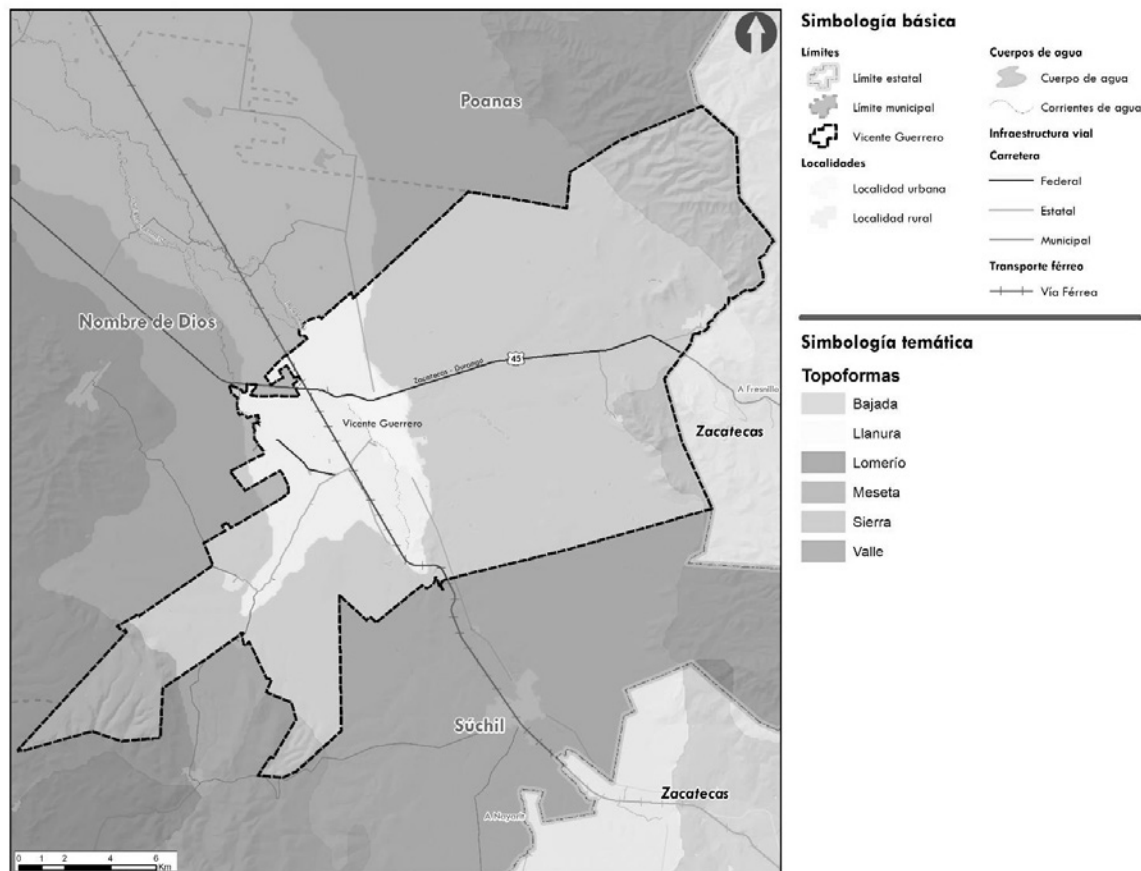 Poanas
Nombre de Dios
Zacatecas - Durango
45
A Fresnillo
Zacatecas
Vicente Guerrero
Súchil
Zacatecas
A Nayarit
0 1 2 4 6
Km
Simbología básica
Límites
Límite estatal
Límite municipal
Vicente Guerrero
Localidades
Localidad urbana
Localidad rural
Cuerpos de agua
Cuerpo de agua
Corrientes de agua
Infraestructura vial
Carretera
Federal
Estatal
Municipal
Transporte férreo
Vía Férrea
Simbología temática
Topoformas
Bajada
Llanura
Lomerío
Meseta
Sierra
Valle